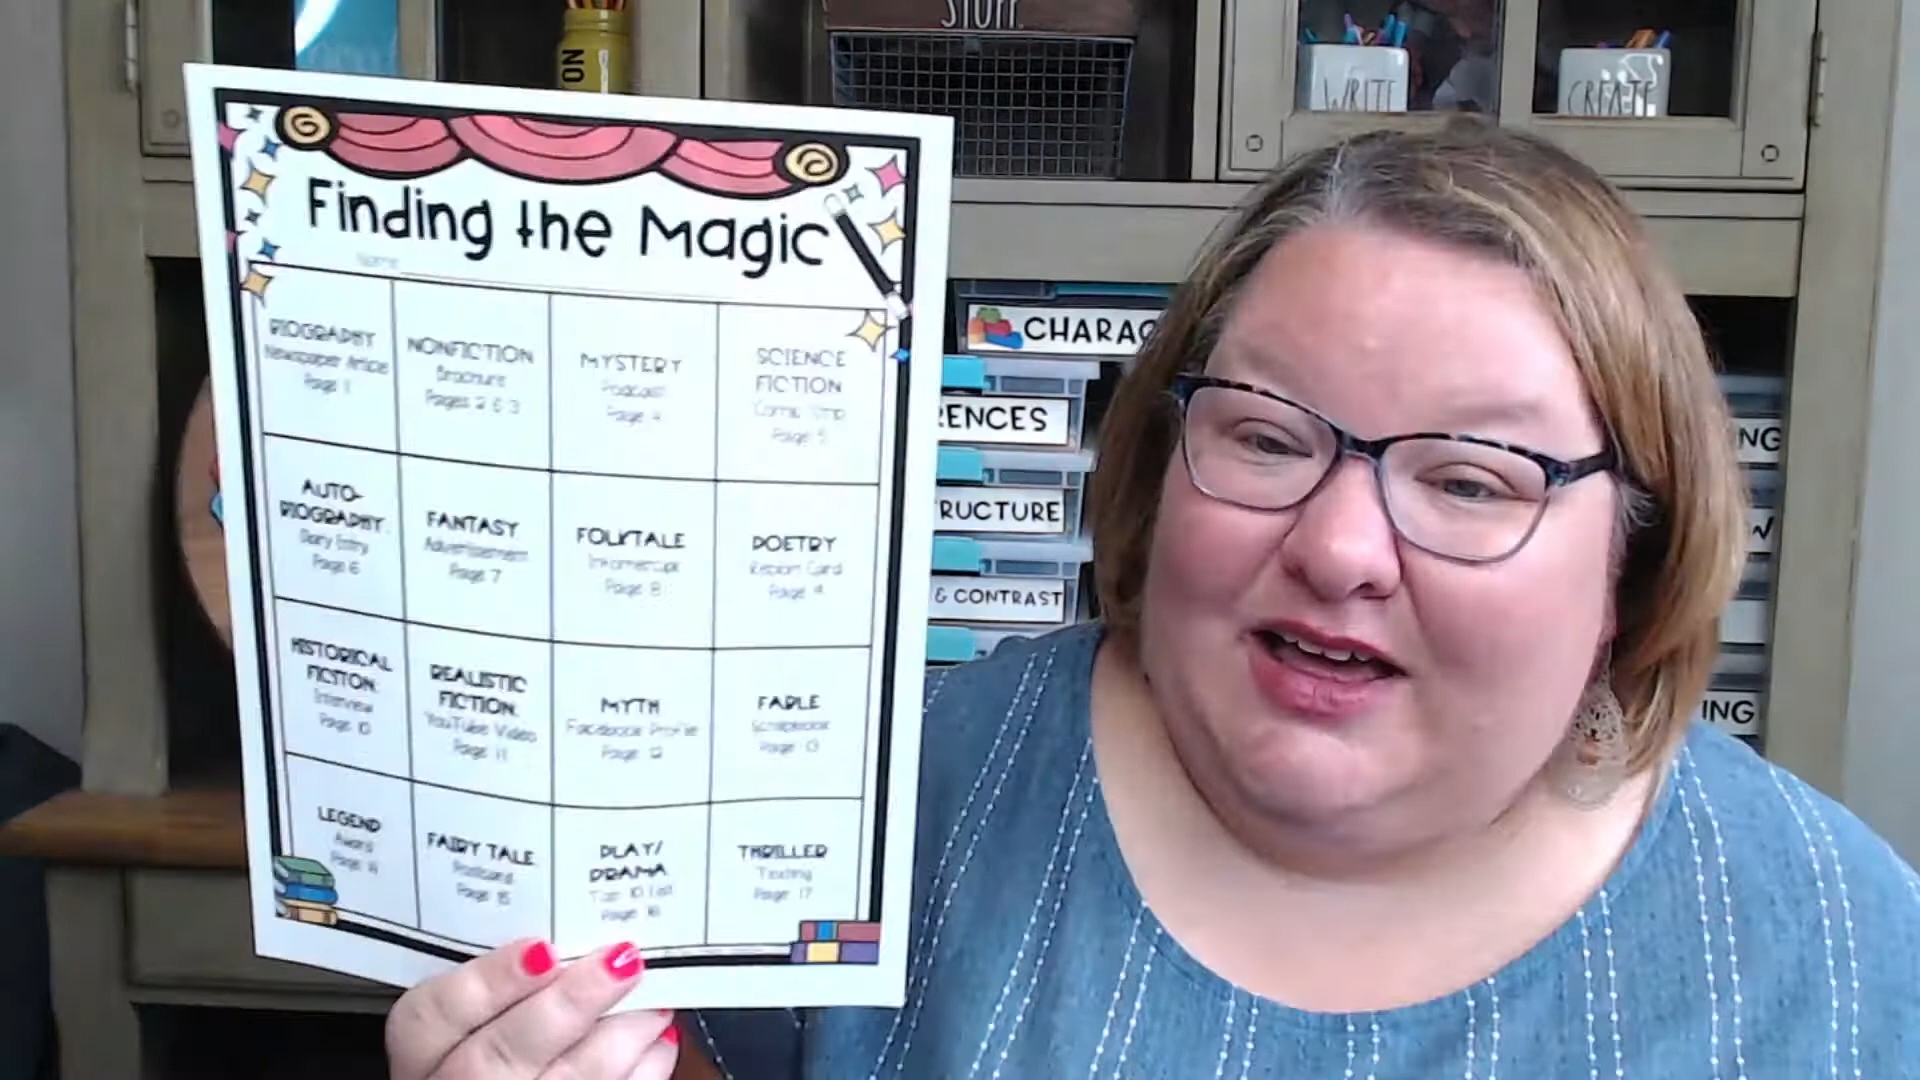 Stuff
ON
WRITE
CREATE
Finding the Magic
Name
BIOGRAPHY
Newspaper Article
Page 1
NONFICTION
Brochure
Pages 2 & 3
MYSTERY
Podcast
Page 4
SCIENCE
FICTION
Comic Strip
Page 5
AUTO-
BIOGRAPHY
Diary Entry
Page 6
FANTASY
Advertisement
Page 7
FOLKTALE
Infomercial
Page 8
POETRY
Report Card
Page 9
HISTORICAL
FICITON
Interview
Page 10
REALISTIC
FICTION
YouTube Video
Page 11
MYTH
Facebook Profile
Page 12
FABLE
Scrapbook
Page 13
LEGEND
Award
Page 14
FAIRY TALE
Postcard
Page 15
PLAY/
DRAMA
Top 10 List
Page 16
THRILLER
Texting
Page 17
CHARAC
RENCES
RUCTURE
& CONTRAST
NG
W
ING